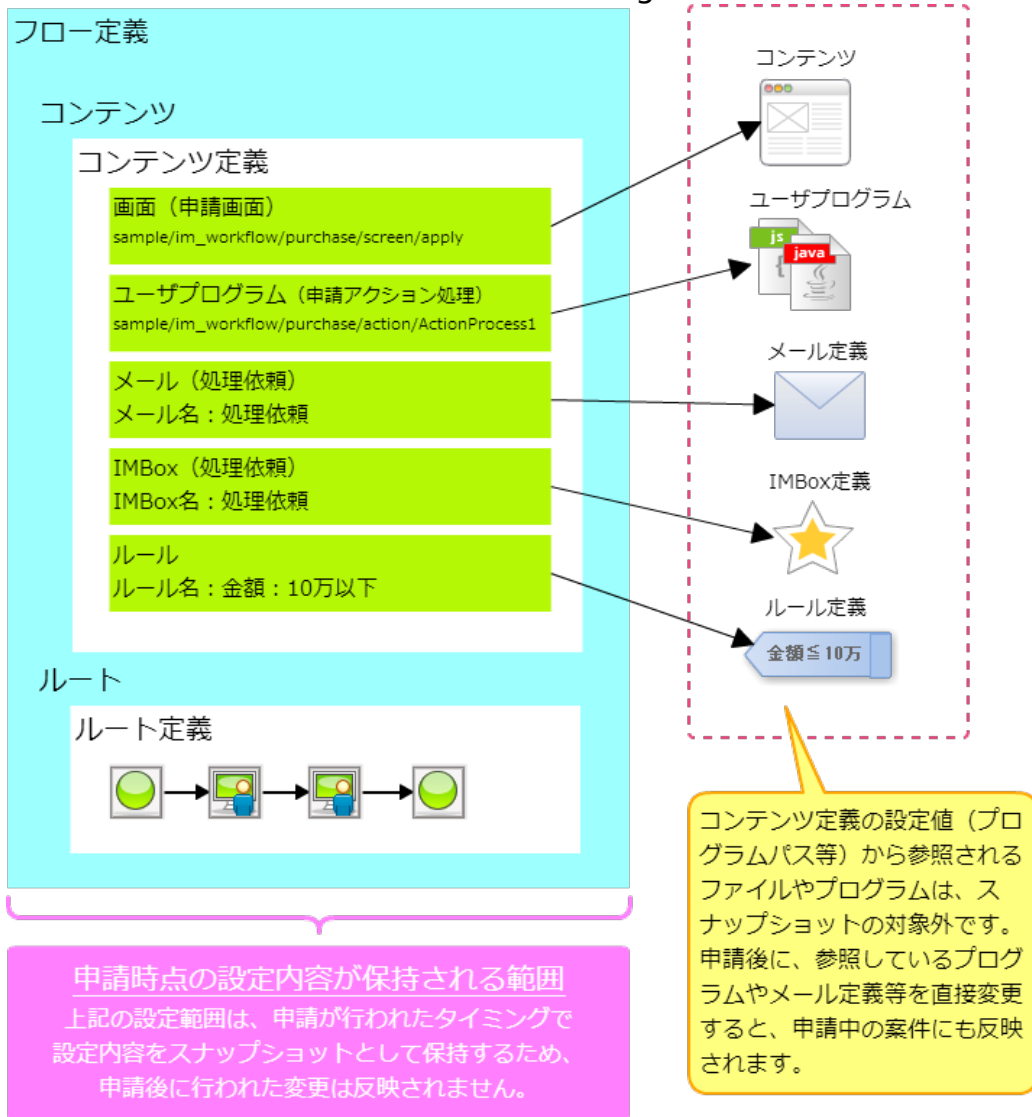 フロー定義
コンテンツ
コンテンツ定義
画面（申請画面）
sample/im_workflow/purchase/screen/apply
ユーザプログラム（申請アクション処理）
sample/im_workflow/purchase/action/ActionProcess1
メール（処理依頼）
メール名：処理依頼
IMBox（処理依頼）
IMBox名：処理依頼
ルール
ルール名：金額：10万以下
ルート
ルート定義
コンテンツ
ユーザプログラム
js
java
メール定義
IMBox定義
ルール定義
金額≦10万
申請時点の設定内容が保持される範囲
上記の設定範囲は、申請が行われたタイミングで
設定内容をスナップショットとして保持するため、
申請後に行われた変更は反映されません。
コンテンツ定義の設定値（プロ
グラムパス等）から参照される
ファイルやプログラムは、ス
ナップショットの対象外です。
申請後に、参照しているプログ
ラムやメール定義等を直接変更
すると、申請中の案件にも反映
されます。